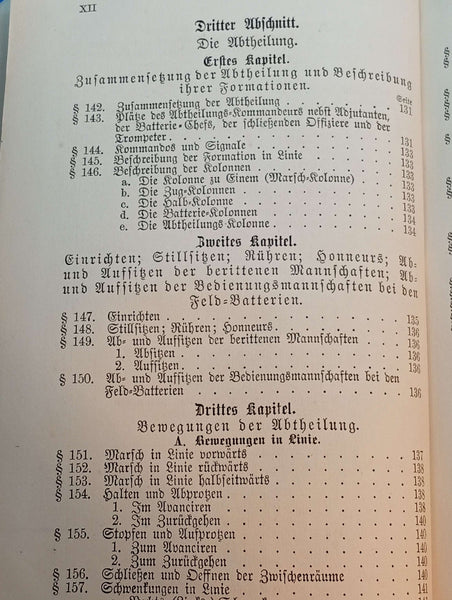 XII
Dritter Abschnitt.
Die Abtheilung.
Erstes Kapitel.
Zusammensetzung der Abtheilung und Beschreibung
ihrer Formationen.
Seite
§ 142. Zusammensetzung der Abtheilung . . . . . . . 131
§ 143. Plätze des Abtheilungs-Kommandeurs nebst Adjutanten,
der Batterie-Chefs, der schließenden Offiziere und der
Trompeter . . . . . . . . . . . . 131
§ 144. Kommandos und Signale . . . . . . . . 133
§ 145. Beschreibung der Formation in Linie . . . . . . 133
§ 146. Beschreibung der Kolonnen . . . . . . . . 133
a. Die Kolonne zu Einem (Marsch-Kolonne) . . . . 133
b. Die Zug-Kolonnen . . . . . . . . . 133
c. Die Halb-Kolonne . . . . . . . . . 133
d. Die Batterie-Kolonnen . . . . . . . . 134
e. Die Abtheilungs-Kolonne . . . . . . . . 134
Zweites Kapitel.
Einrichten; Stillsitzen; Rühren; Honneurs; Ab-
und Aufsitzen der berittenen Mannschaften; Ab-
und Aufsitzen der Bedienungsmannschaften bei den
Feld-Batterien.
§ 147. Einrichten . . . . . . . . . . . . 135
§ 148. Stillsitzen; Rühren; Honneurs . . . . . . . 136
§ 149. Ab- und Aufsitzen der berittenen Mannschaften . . . 136
1. Absitzen . . . . . . . . . . . . 136
2. Aufsitzen . . . . . . . . . . . . 136
§ 150. Ab- und Aufsitzen der Bedienungsmannschaften bei den
Feld-Batterien . . . . . . . . . . . 136
Drittes Kapitel.
Bewegungen der Abtheilung.
A. Bewegungen in Linie.
§ 151. Marsch in Linie vorwärts . . . . . . . . 137
§ 152. Marsch in Linie rückwärts . . . . . . . . 138
§ 153. Marsch in Linie halbseitwärts . . . . . . . 138
§ 154. Halten und Abprotzen . . . . . . . . . 138
1. Im Avanciren . . . . . . . . . . . 138
2. Im Zurückgehen . . . . . . . . . . 140
§ 155. Stopfen und Aufprotzen . . . . . . . . 140
1. Zum Avanciren . . . . . . . . . . 140
2. Zum Zurückgehen . . . . . . . . . 140
§ 156. Schließen und Oeffnen der Zwischenräume . . . . 140
§ 157. Schwenkungen in Linie . . . . . . . . 141